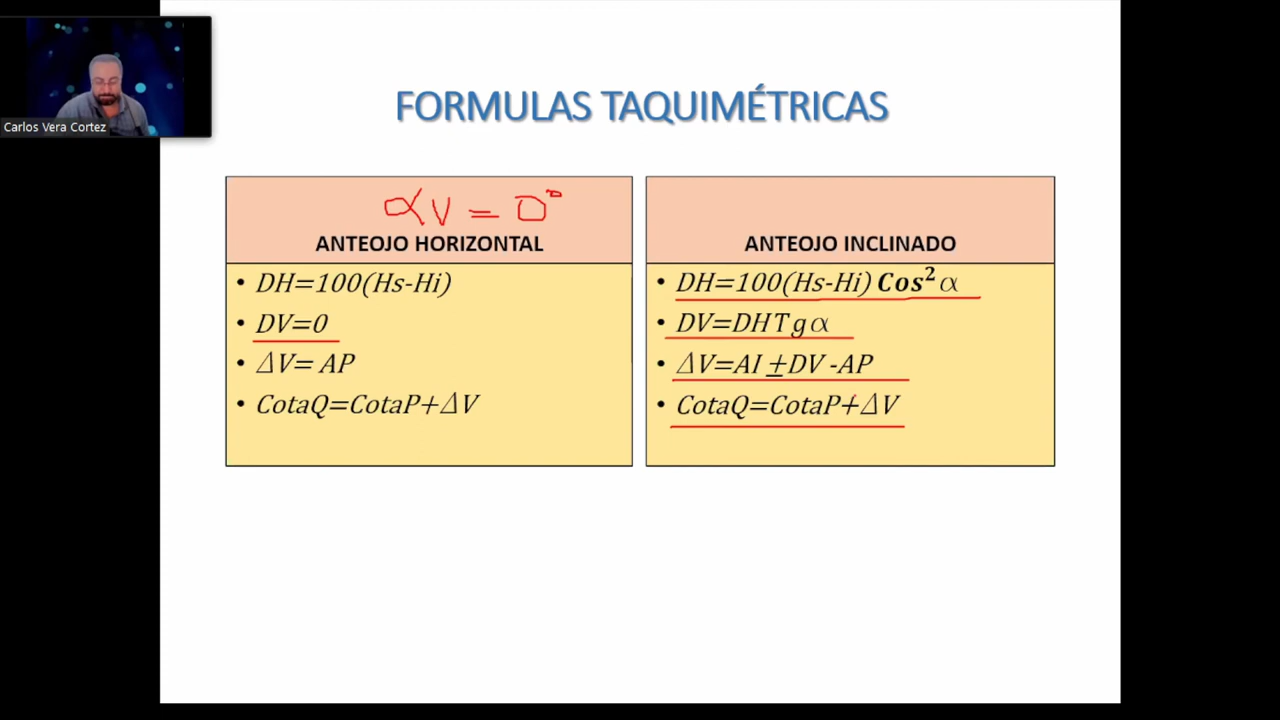 Carlos Vera Cortez
FORMULAS TAQUIMÉTRICAS
αV = 0°
ANTEOJO HORIZONTAL
• DH=100(Hs-Hi)
• DV=0
• ΔV= AP
• CotaQ=CotaP+ΔV
ANTEOJO INCLINADO
• DH=100(Hs-Hi) Cos² α
• DV=DHTgα
• ΔV=AI ±DV -AP
• CotaQ=CotaP+ΔV